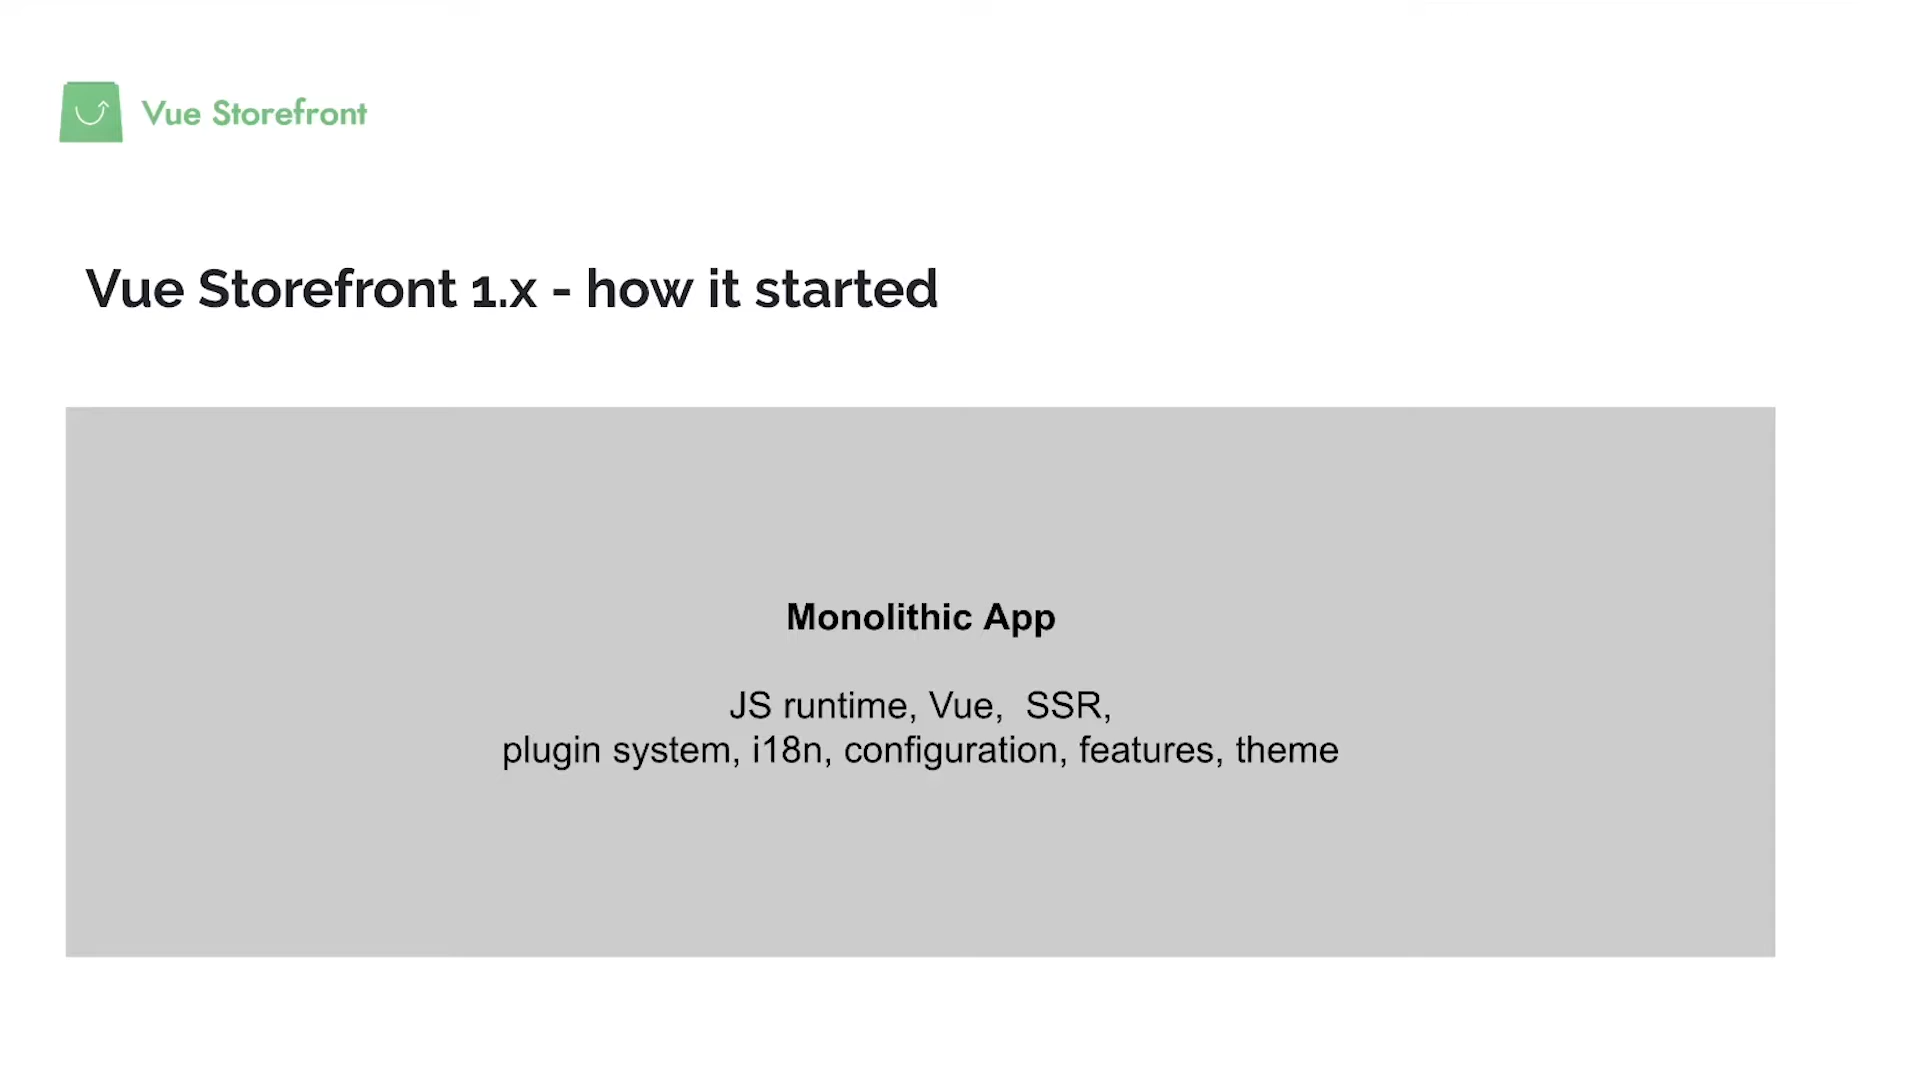 Vue Storefront
Vue Storefront 1.x - how it started
Monolithic App
JS runtime, Vue,  SSR,
plugin system, i18n, configuration, features, theme